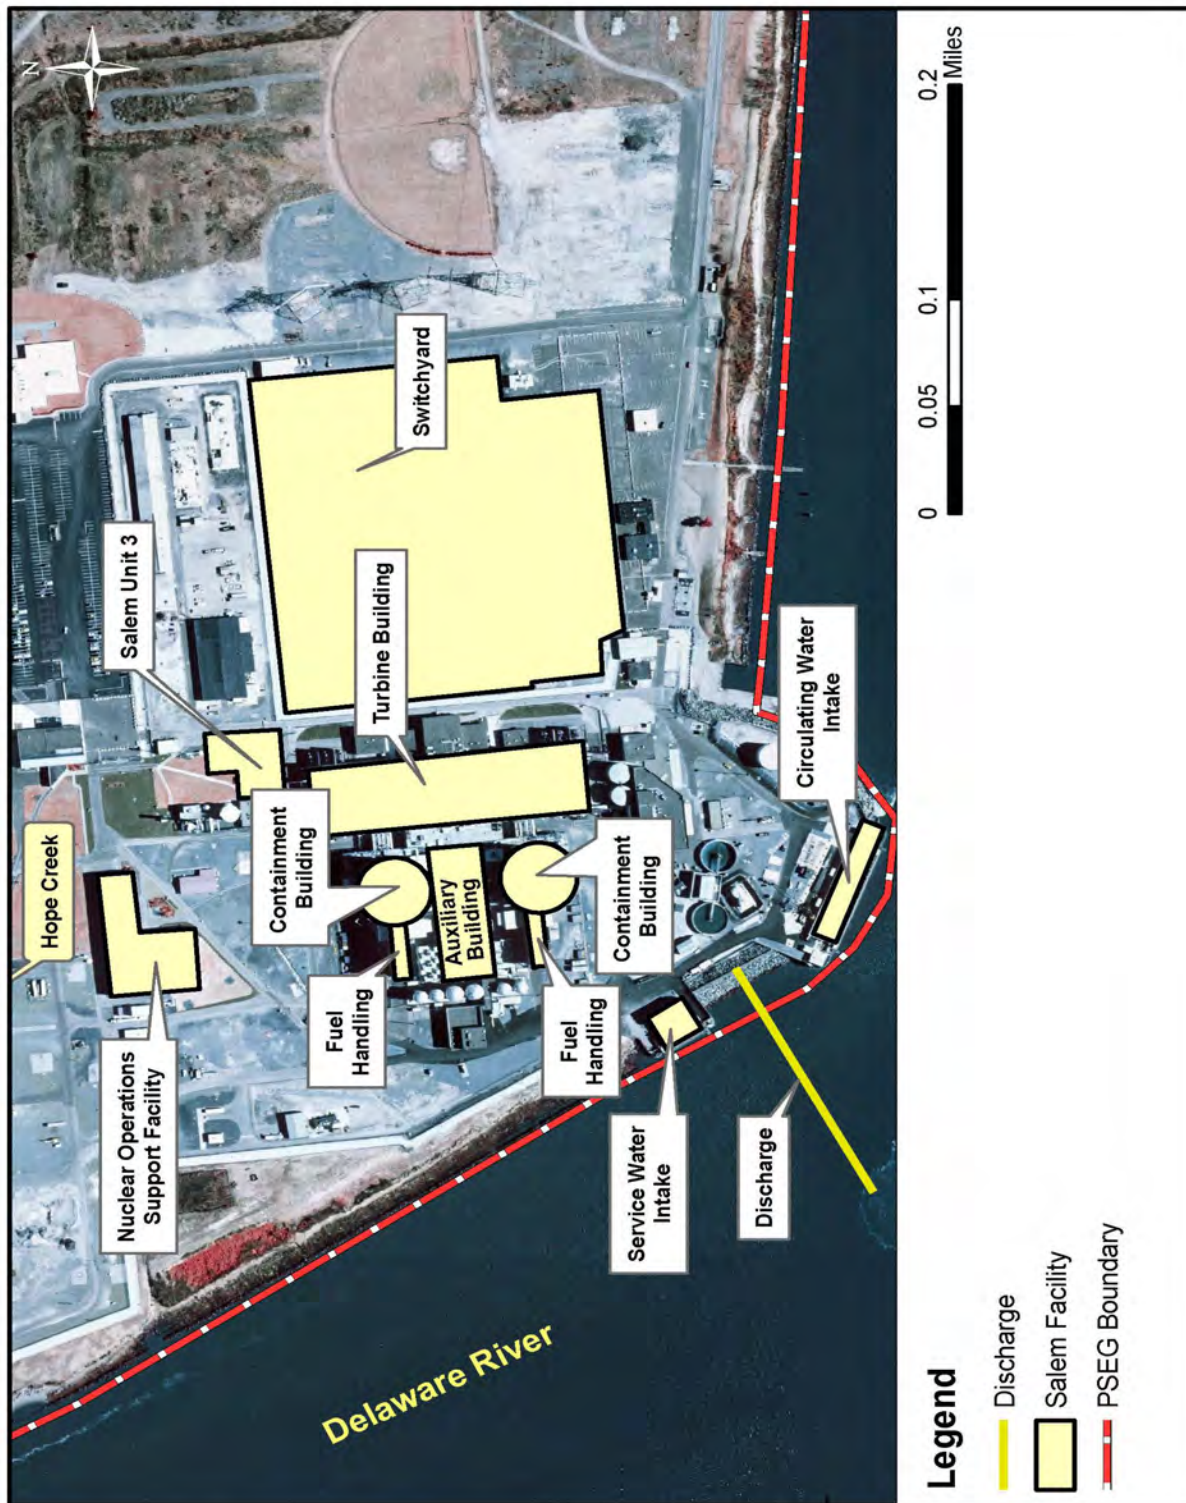 N
Hope Creek
Nuclear Operations
Support Facility
Salem Unit 3
Containment
Building
Fuel
Handling
Auxiliary
Building
Turbine Building
Switchyard
Fuel
Handling
Containment
Building
Service Water
Intake
Discharge
Circulating Water
Intake
Delaware River
Legend
Discharge
Salem Facility
PSEG Boundary
0 0.05 0.1 0.2
Miles